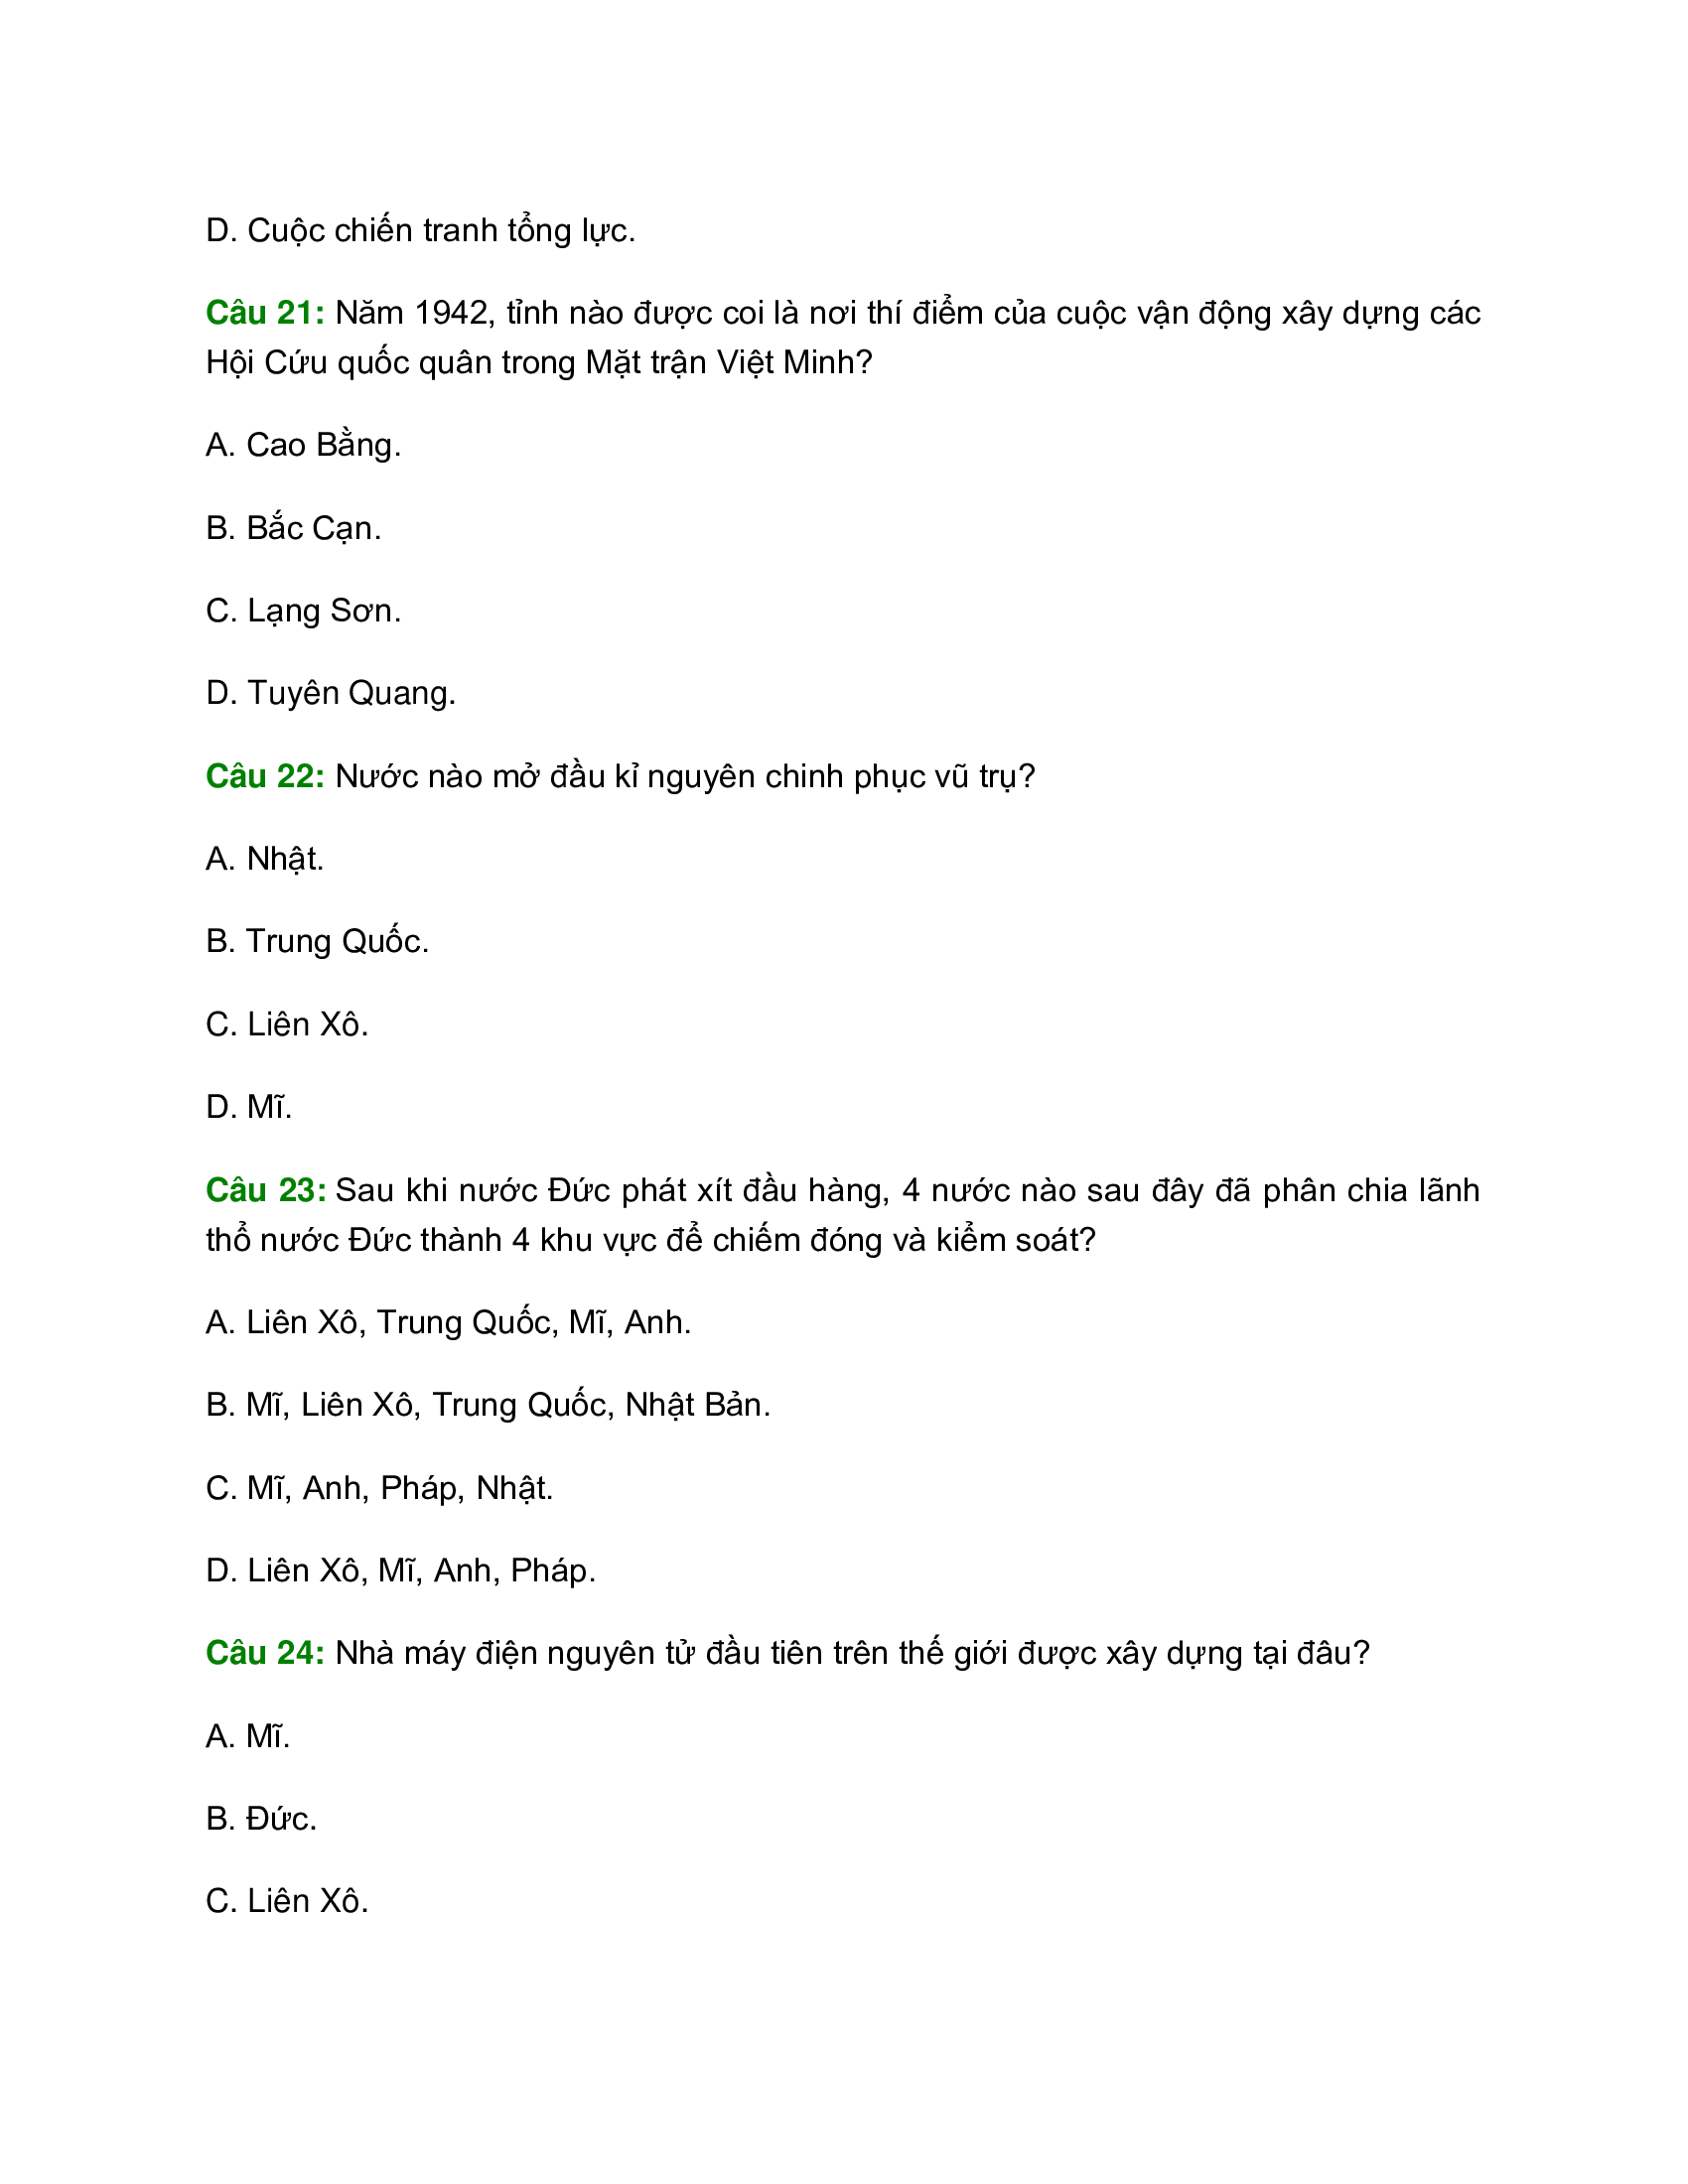 D. Cuộc chiến tranh tổng lực.
Câu 21: Năm 1942, tỉnh nào được coi là nơi thí điểm của cuộc vận động xây dựng các
Hội Cứu quốc quân trong Mặt trận Việt Minh?
A. Cao Bằng.
B. Bắc Cạn.
C. Lạng Sơn.
D. Tuyên Quang.
Câu 22: Nước nào mở đầu kỉ nguyên chinh phục vũ trụ?
A. Nhật.
B. Trung Quốc.
C. Liên Xô.
D. Mĩ.
Câu 23: Sau khi nước Đức phát xít đầu hàng, 4 nước nào sau đây đã phân chia lãnh
thổ nước Đức thành 4 khu vực để chiếm đóng và kiểm soát?
A. Liên Xô, Trung Quốc, Mĩ, Anh.
B. Mĩ, Liên Xô, Trung Quốc, Nhật Bản.
C. Mĩ, Anh, Pháp, Nhật.
D. Liên Xô, Mĩ, Anh, Pháp.
Câu 24: Nhà máy điện nguyên tử đầu tiên trên thế giới được xây dựng tại đâu?
A. Mĩ.
B. Đức.
C. Liên Xô.